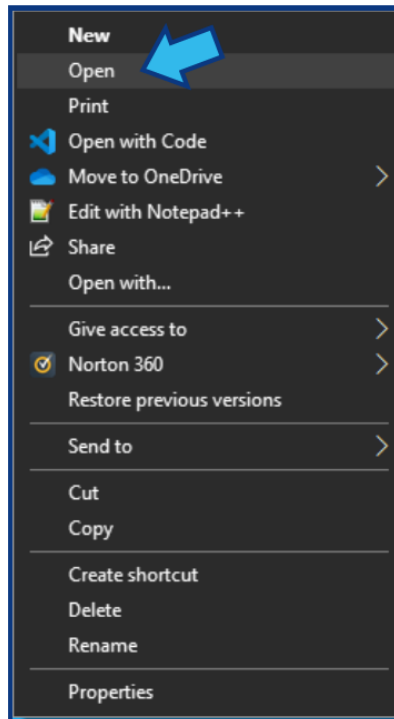 New
Open
Print
Open with Code
Move to OneDrive
Edit with Notepad++
Share
Open with...
Give access to
Norton 360
Restore previous versions
Send to
Cut
Copy
Create shortcut
Delete
Rename
Properties